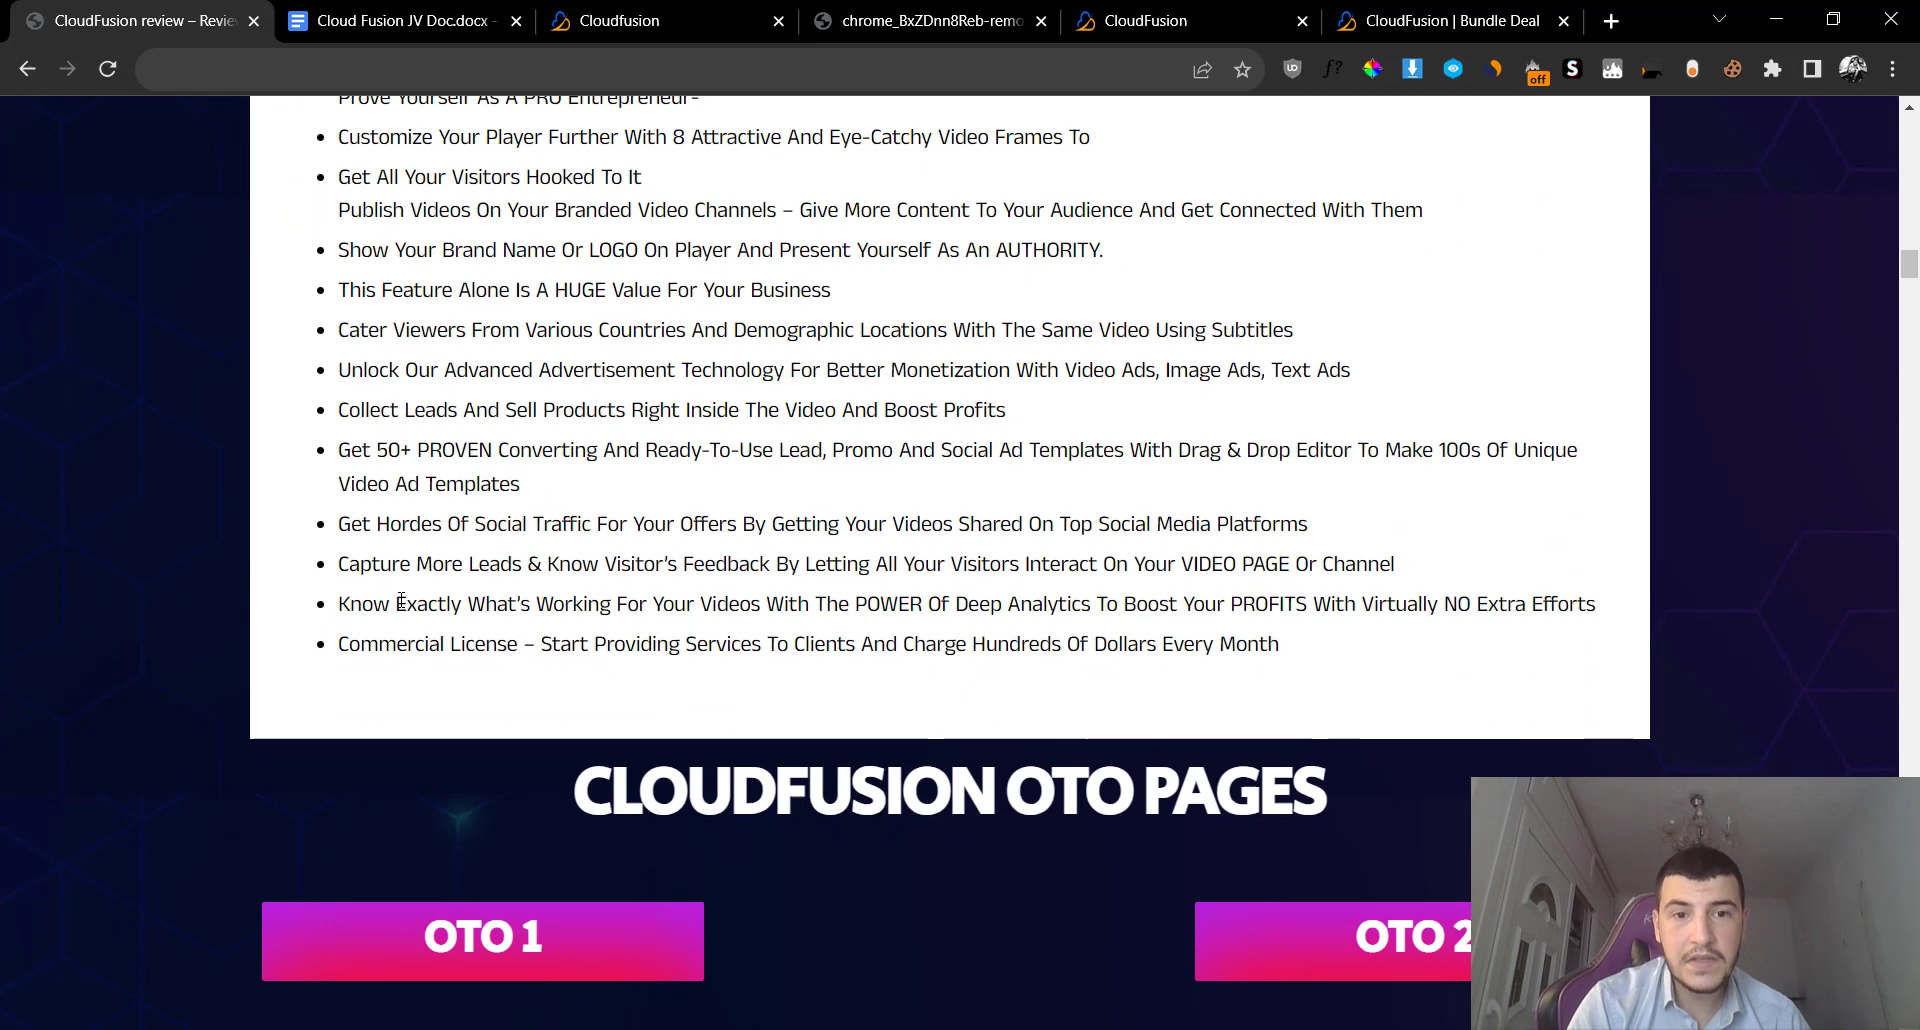 CloudFusion review – Revie
Cloud Fusion JV Doc.docx -
Cloudfusion
chrome_BxZDnn8Reb-remo
CloudFusion
CloudFusion | Bundle Deal
f?
off
S
Prove Yourself As A PRO Entrepreneur-
Customize Your Player Further With 8 Attractive And Eye-Catchy Video Frames To
Get All Your Visitors Hooked To It
Publish Videos On Your Branded Video Channels – Give More Content To Your Audience And Get Connected With Them
Show Your Brand Name Or LOGO On Player And Present Yourself As An AUTHORITY.
This Feature Alone Is A HUGE Value For Your Business
Cater Viewers From Various Countries And Demographic Locations With The Same Video Using Subtitles
Unlock Our Advanced Advertisement Technology For Better Monetization With Video Ads, Image Ads, Text Ads
Collect Leads And Sell Products Right Inside The Video And Boost Profits
Get 50+ PROVEN Converting And Ready-To-Use Lead, Promo And Social Ad Templates With Drag & Drop Editor To Make 100s Of Unique
Video Ad Templates
Get Hordes Of Social Traffic For Your Offers By Getting Your Videos Shared On Top Social Media Platforms
Capture More Leads & Know Visitor’s Feedback By Letting All Your Visitors Interact On Your VIDEO PAGE Or Channel
Know Exactly What’s Working For Your Videos With The POWER Of Deep Analytics To Boost Your PROFITS With Virtually NO Extra Efforts
Commercial License – Start Providing Services To Clients And Charge Hundreds Of Dollars Every Month
CLOUDFUSION OTO PAGES
OTO 1
OTO 2